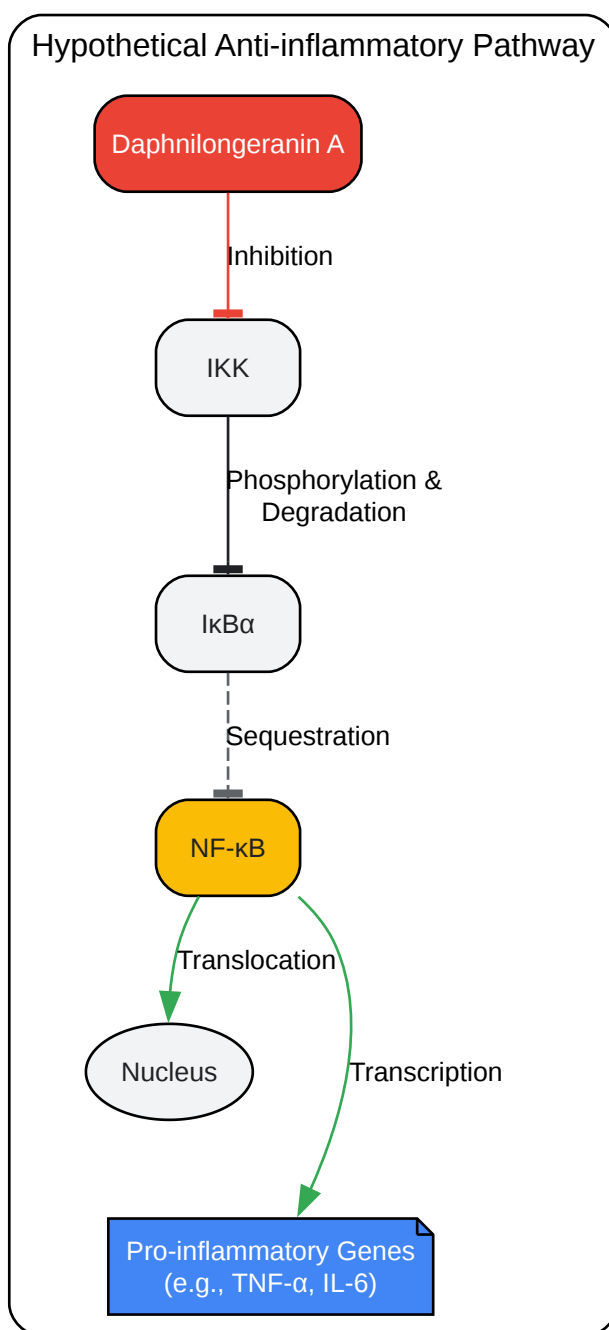 Hypothetical Anti-inflammatory Pathway
Daphnilongeranin A
Inhibition
IKK
Phosphorylation &
Degradation
IκBα
Sequestration
NF-κB
Translocation
Nucleus
Transcription
Pro-inflammatory Genes
(e.g., TNF-α, IL-6)